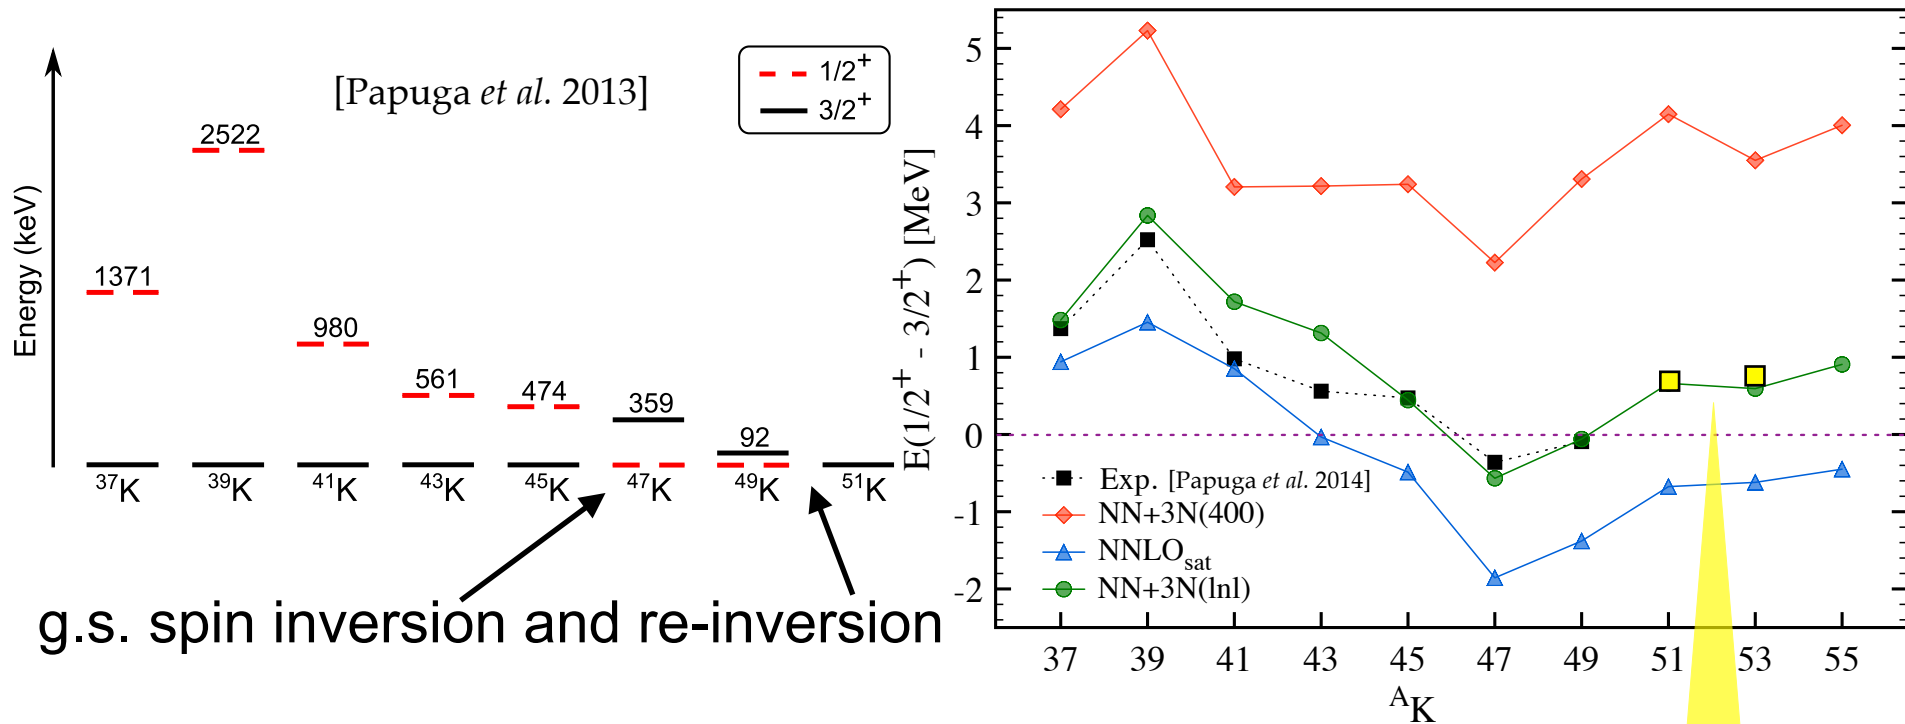 [Papuga et al. 2013]
1/2+
3/2+
Energy (keV)
1371
2522
980
561
474
359
92
37K
39K
41K
43K
45K
47K
49K
51K
g.s. spin inversion and re-inversion
E(1/2+ - 3/2+) [MeV]
5
4
3
2
1
0
-1
-2
Exp. [Papuga et al. 2014]
NN+3N(400)
NNLOsat
NN+3N(lnl)
37 39 41 43 45 47 49 51 53 55
AK